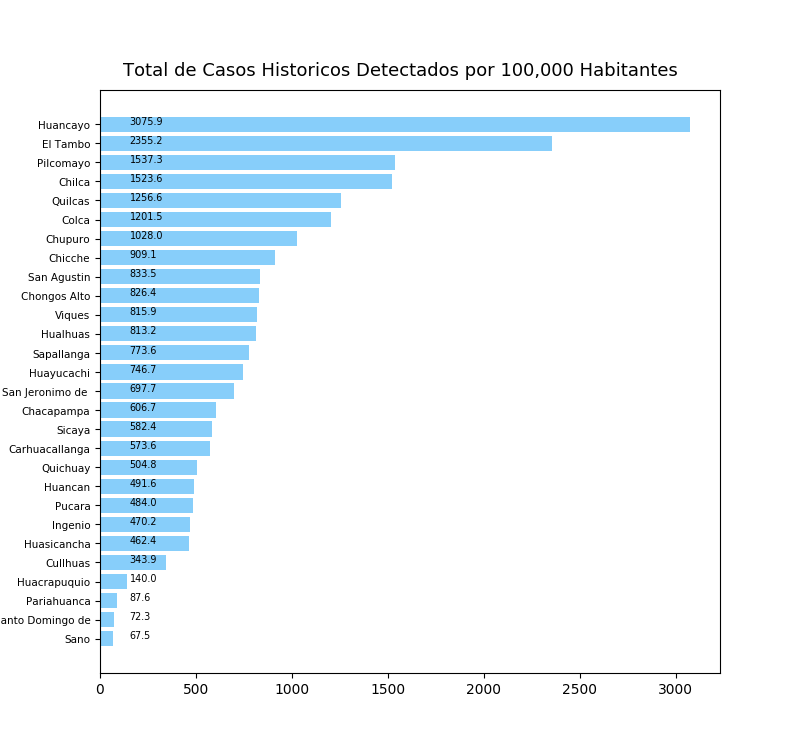 Total de Casos Historicos Detectados por 100,000 Habitantes
Huancayo 3075.9
El Tambo 2355.2
Pilcomayo 1537.3
Chilca 1523.6
Quilcas 1256.6
Colca 1201.5
Chupuro 1028.0
Chicche 909.1
San Agustin 833.5
Chongos Alto 826.4
Viques 815.9
Hualhuas 813.2
Sapallanga 773.6
Huayucachi 746.7
San Jeronimo de 697.7
Chacapampa 606.7
Sicaya 582.4
Carhuacallanga 573.6
Quichuay 504.8
Huancan 491.6
Pucara 484.0
Ingenio 470.2
Huasicancha 462.4
Cullhuas 343.9
Huacrapuquio 140.0
Pariahuanca 87.6
anto Domingo de 72.3
Sano 67.5
0 500 1000 1500 2000 2500 3000